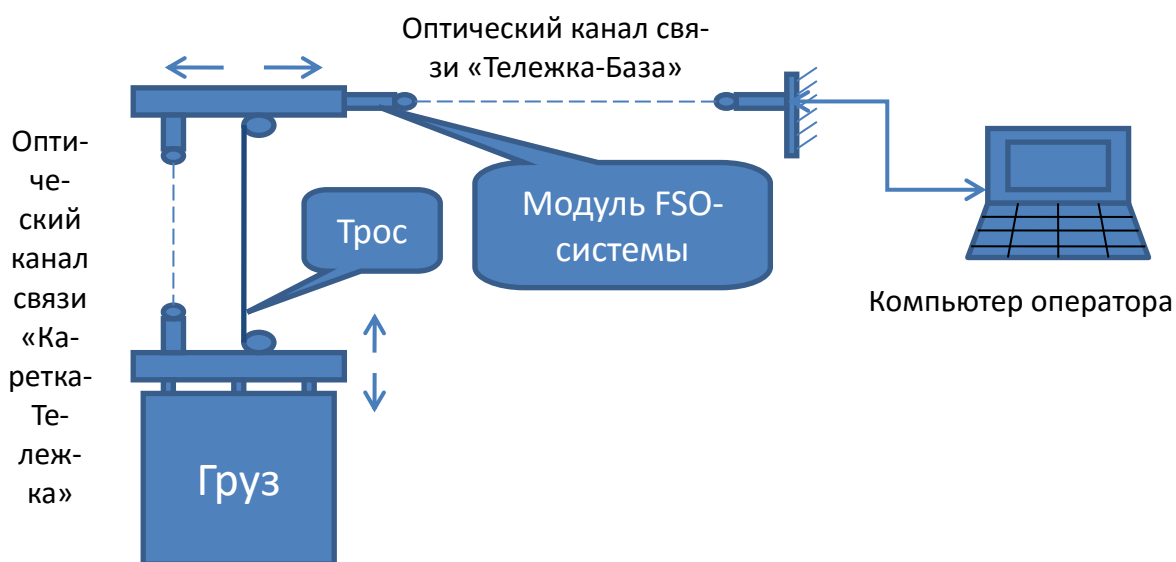 Оптический канал свя-
зи «Тележка-База»
Опти-
че-
ский
канал
связи
«Ка-
ретка-
Те-
леж-
ка»
Трос
Модуль FSO-
системы
Компьютер оператора
Груз